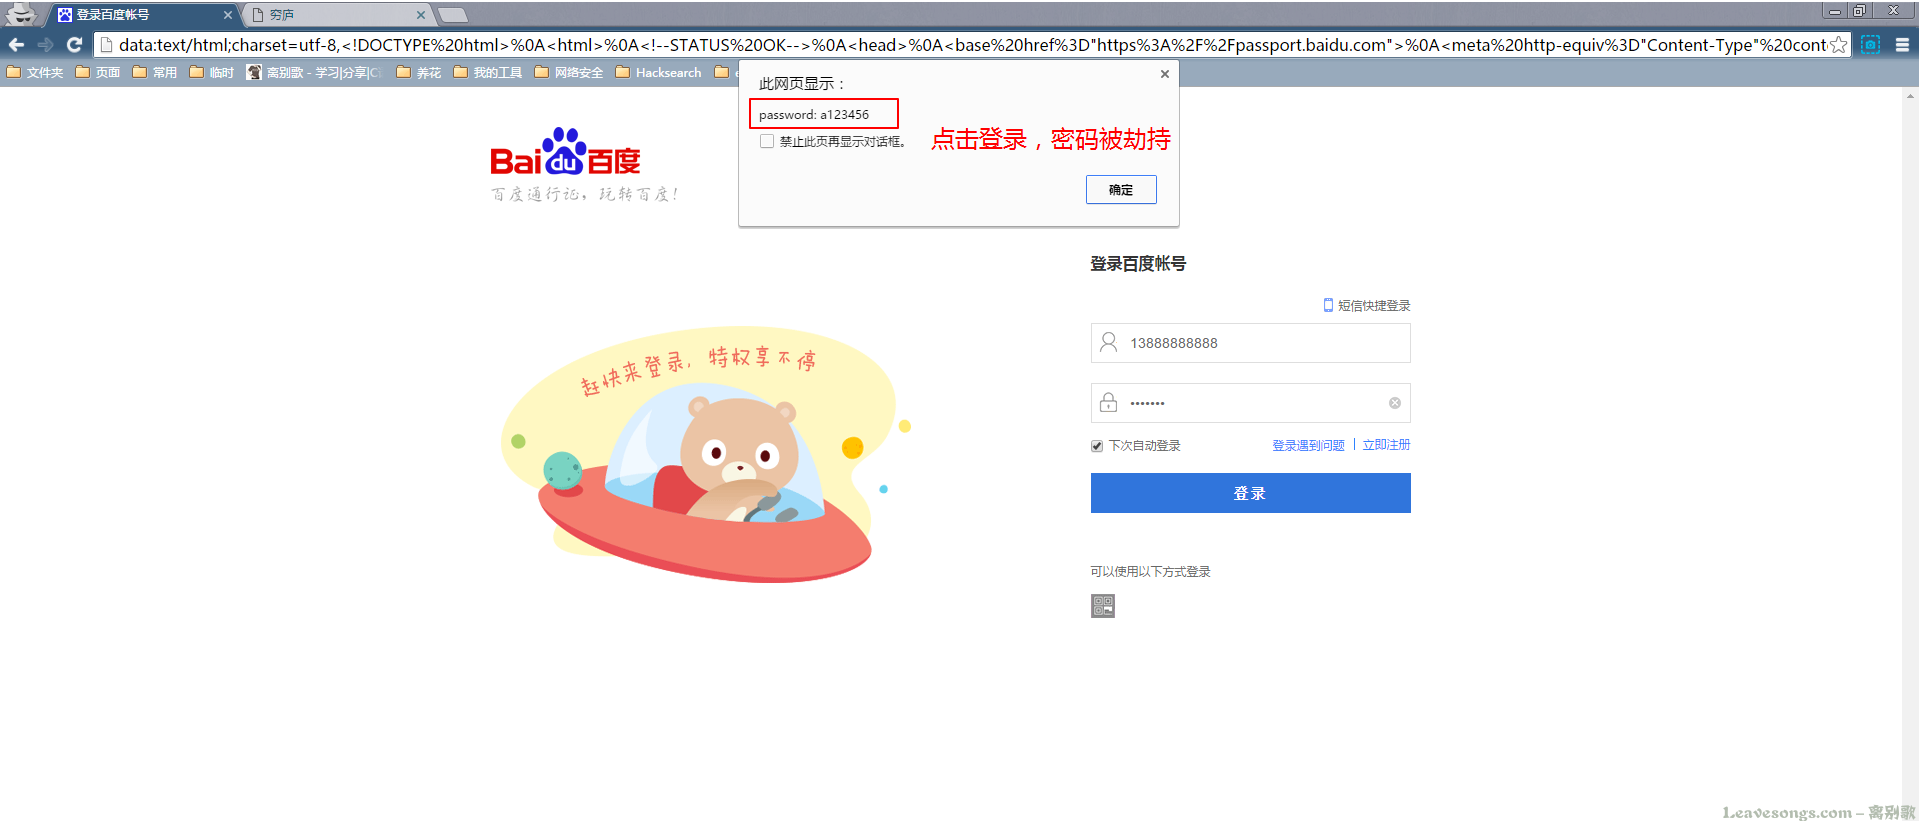 登录百度帐号
穷庐
data:text/html;charset=utf-8,<!DOCTYPE%20html>%0A<html>%0A<!--STATUS%20OK-->%0A<head>%0A<base%20href%3D"https%3A%2F%2Fpassport.baidu.com">%0A<meta%20http-equiv%3D"Content-Type"%20cont
文件夹 页面 常用 临时 离别歌 - 学习|分享|C 养花 我的工具 网络安全 Hacksearch e
此网页显示：
password: a123456
禁止此页再显示对话框。
点击登录，密码被劫持
确定
Bai du 百度
百度通行证，玩转百度！
登录百度帐号
短信快捷登录
13888888888
•••••••
下次自动登录
登录遇到问题 | 立即注册
登录
可以使用以下方式登录
赶快来登录，特权享不停
Leavesongs.com - 离别歌